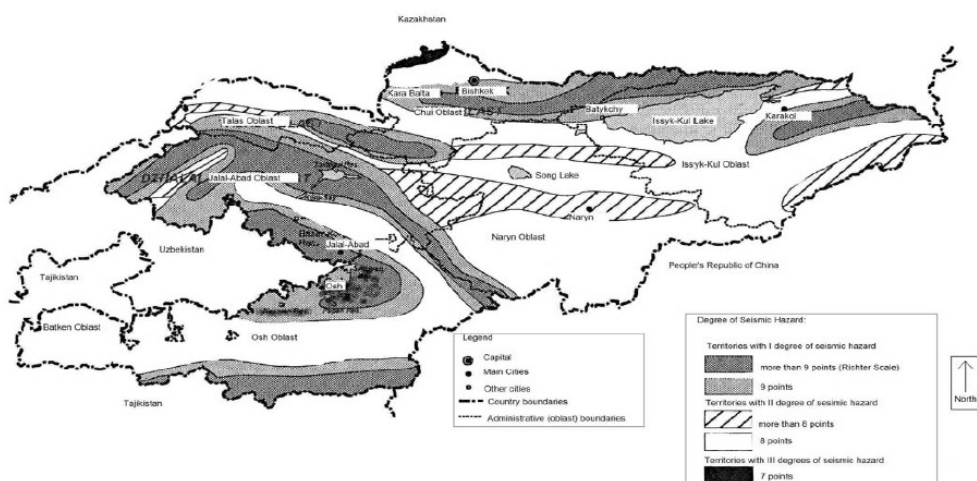 Kazakhstan
Kara Balta
Bishkek
Chui Oblast
Batykchy
Talas Oblast
Issyk-Kul Lake
Karakol
Issyk-Kul Oblast
Jalal-Abad Oblast
Song Lake
Naryn
Naryn Oblast
Jalal-Abad
Uzbekistan
Osh
People's Republic of China
Tajikistan
Batken Oblast
Osh Oblast
Tajikistan
Legend
Capital
Main Cities
Other cities
Country boundaries
Administrative (oblast) boundaries
Degree of Seismic Hazard:
Territories with I degree of seismic hazard
more than 9 points (Richter Scale)
9 points
Territories with II degree of seismic hazard
more than 8 points
8 points
Territories with III degrees of seismic hazard
7 points
North